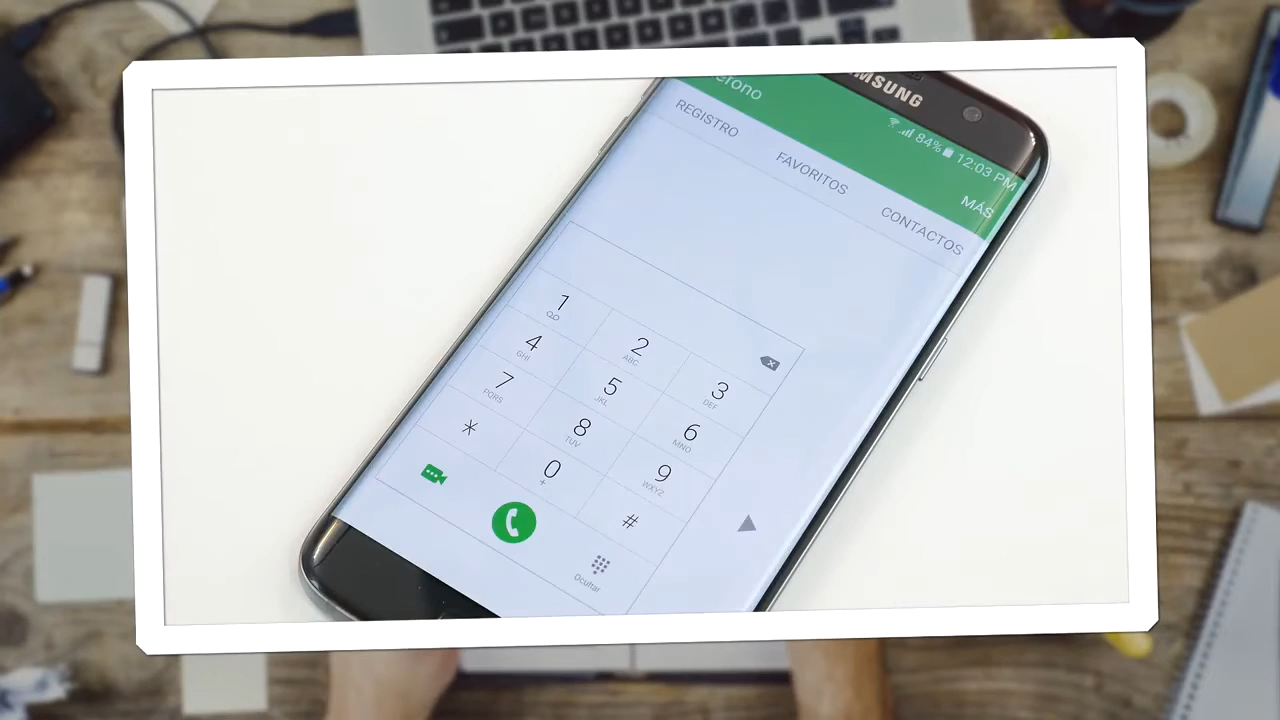 SAMSUNG
84% 12:03 PM
MÁS
REGISTRO
FAVORITOS
CONTACTOS
1
2
ABC
3
DEF
4
GHI
5
JKL
6
MNO
7
PQRS
8
TUV
9
WXYZ
*
0
+
#
Ocultar